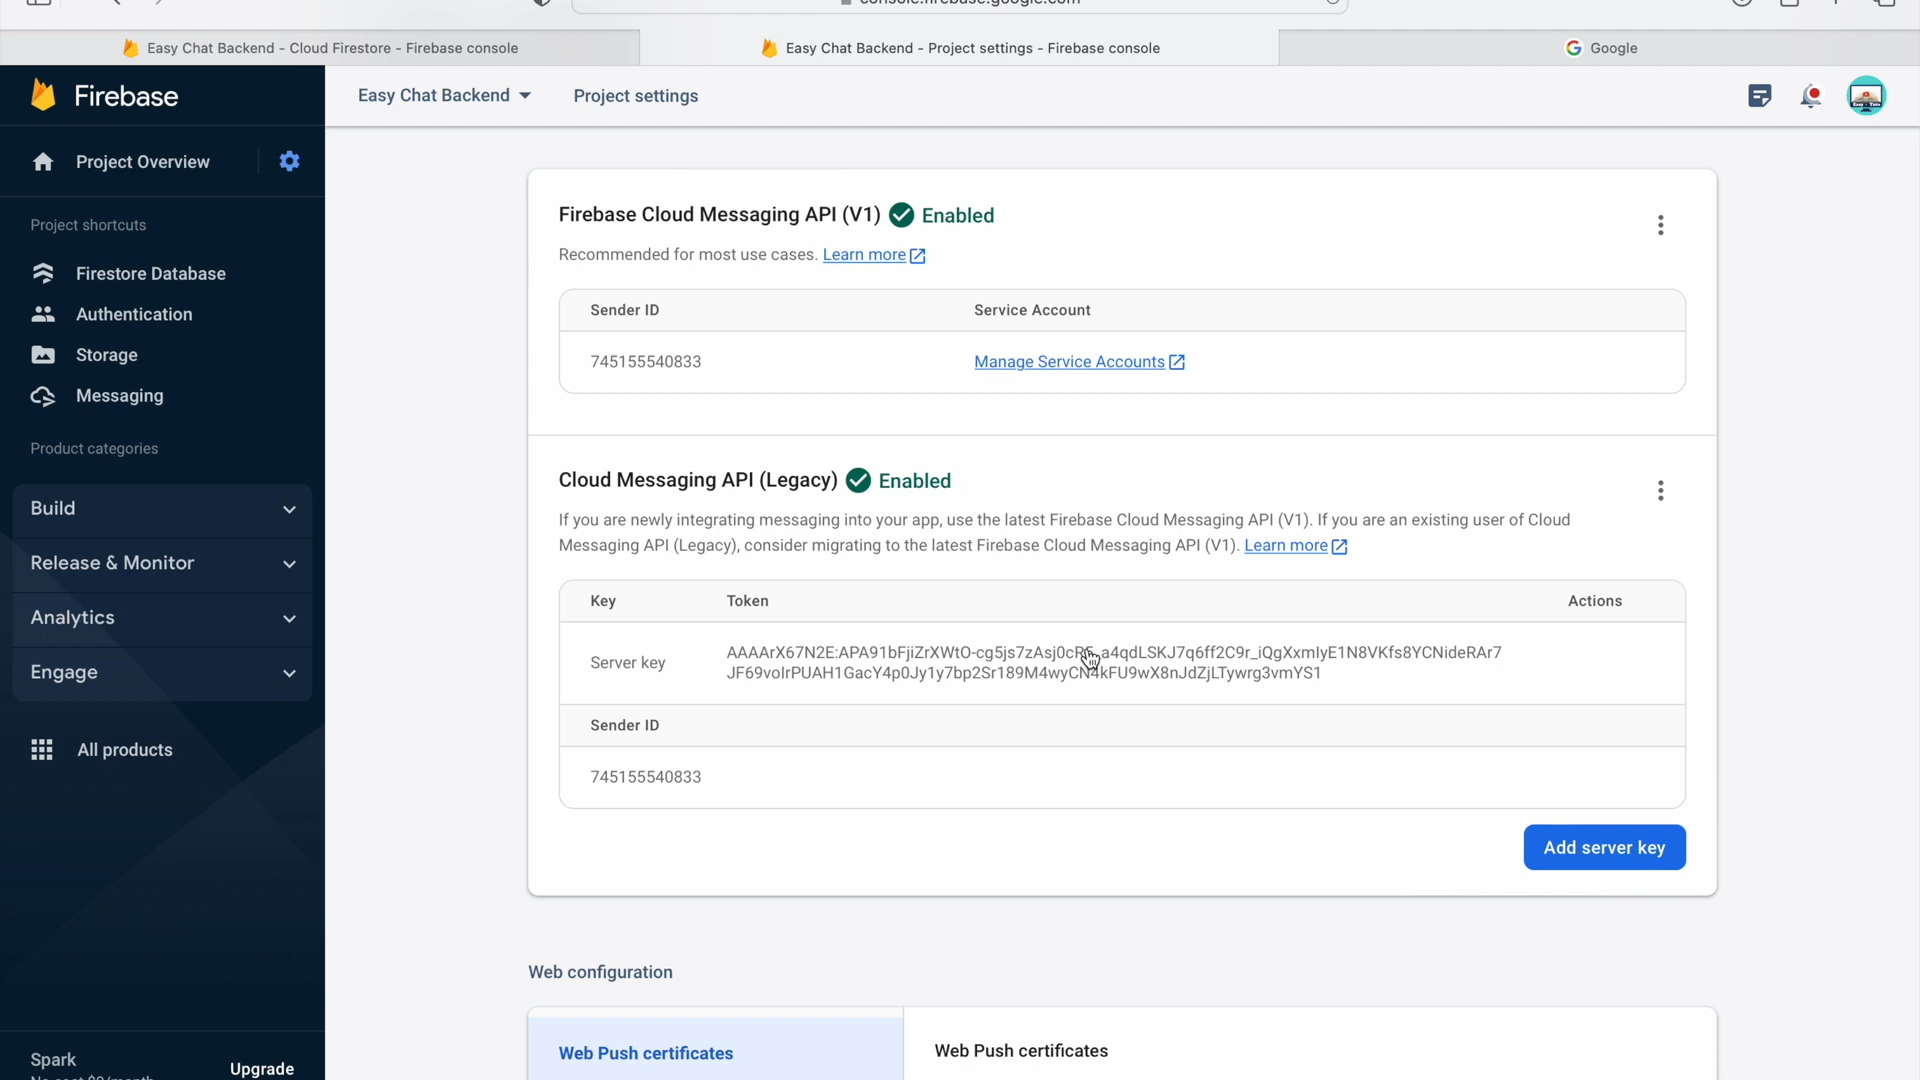 Easy Chat Backend - Cloud Firestore - Firebase console
Easy Chat Backend - Project settings - Firebase console
Google
Firebase
Easy Chat Backend
Project settings
Project Overview
Project shortcuts
Firestore Database
Authentication
Storage
Messaging
Product categories
Build
Release & Monitor
Analytics
Engage
All products
Spark
Upgrade
Firebase Cloud Messaging API (V1) Enabled
Recommended for most use cases. Learn more
Sender ID Service Account
745155540833 Manage Service Accounts
Cloud Messaging API (Legacy) Enabled
If you are newly integrating messaging into your app, use the latest Firebase Cloud Messaging API (V1). If you are an existing user of Cloud
Messaging API (Legacy), consider migrating to the latest Firebase Cloud Messaging API (V1). Learn more
Key Token Actions
Server key
Sender ID
745155540833
Add server key
Web configuration
Web Push certificates
Web Push certificates